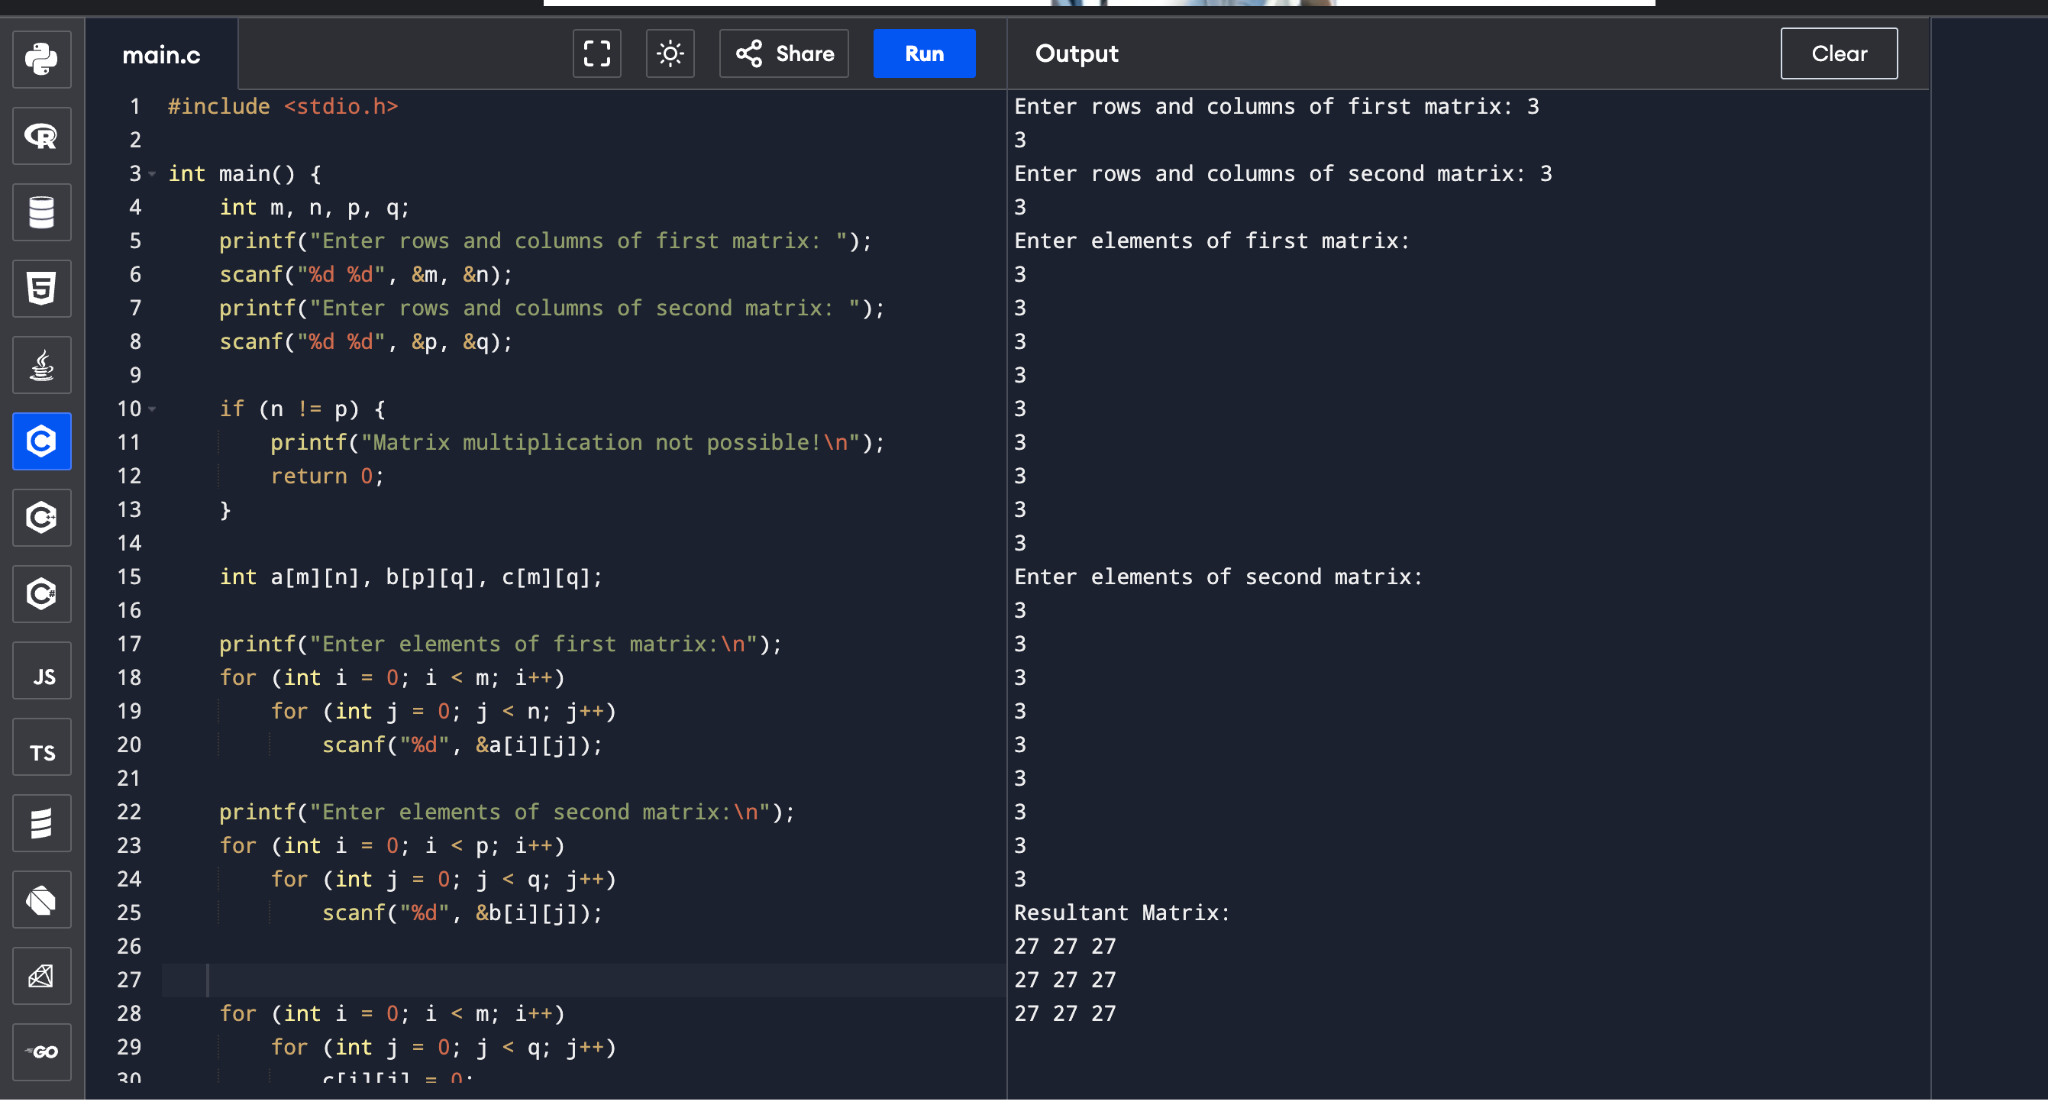 main.c
Share
Run
Output
Clear
1 #include <stdio.h>
2
3 int main() {
4     int m, n, p, q;
5     printf("Enter rows and columns of first matrix: ");
6     scanf("%d %d", &m, &n);
7     printf("Enter rows and columns of second matrix: ");
8     scanf("%d %d", &p, &q);
9
10     if (n != p) {
11         printf("Matrix multiplication not possible!\n");
12         return 0;
13     }
14
15     int a[m][n], b[p][q], c[m][q];
16
17     printf("Enter elements of first matrix:\n");
18     for (int i = 0; i < m; i++)
19         for (int j = 0; j < n; j++)
20             scanf("%d", &a[i][j]);
21
22     printf("Enter elements of second matrix:\n");
23     for (int i = 0; i < p; i++)
24         for (int j = 0; j < q; j++)
25             scanf("%d", &b[i][j]);
26
27
28     for (int i = 0; i < m; i++)
29         for (int j = 0; j < q; j++)
30             c[i][j] = 0;
Enter rows and columns of first matrix: 3
3
Enter rows and columns of second matrix: 3
3
Enter elements of first matrix:
3
3
3
3
3
3
3
3
3
Enter elements of second matrix:
3
3
3
3
3
3
3
3
3
Resultant Matrix:
27 27 27
27 27 27
27 27 27
R
5
C
C
C
JS
TS
GO